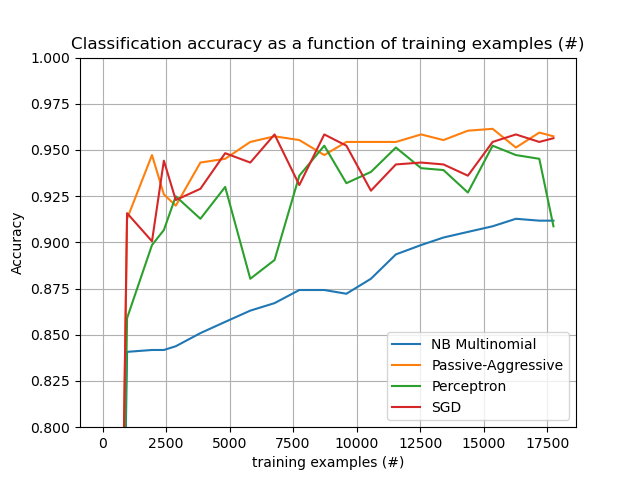 Classification accuracy as a function of training examples (#)
1.000
0.975
0.950
0.925
0.900
0.875
0.850
0.825
0.800
Accuracy
NB Multinomial
Passive-Aggressive
Perceptron
SGD
0 2500 5000 7500 10000 12500 15000 17500
training examples (#)